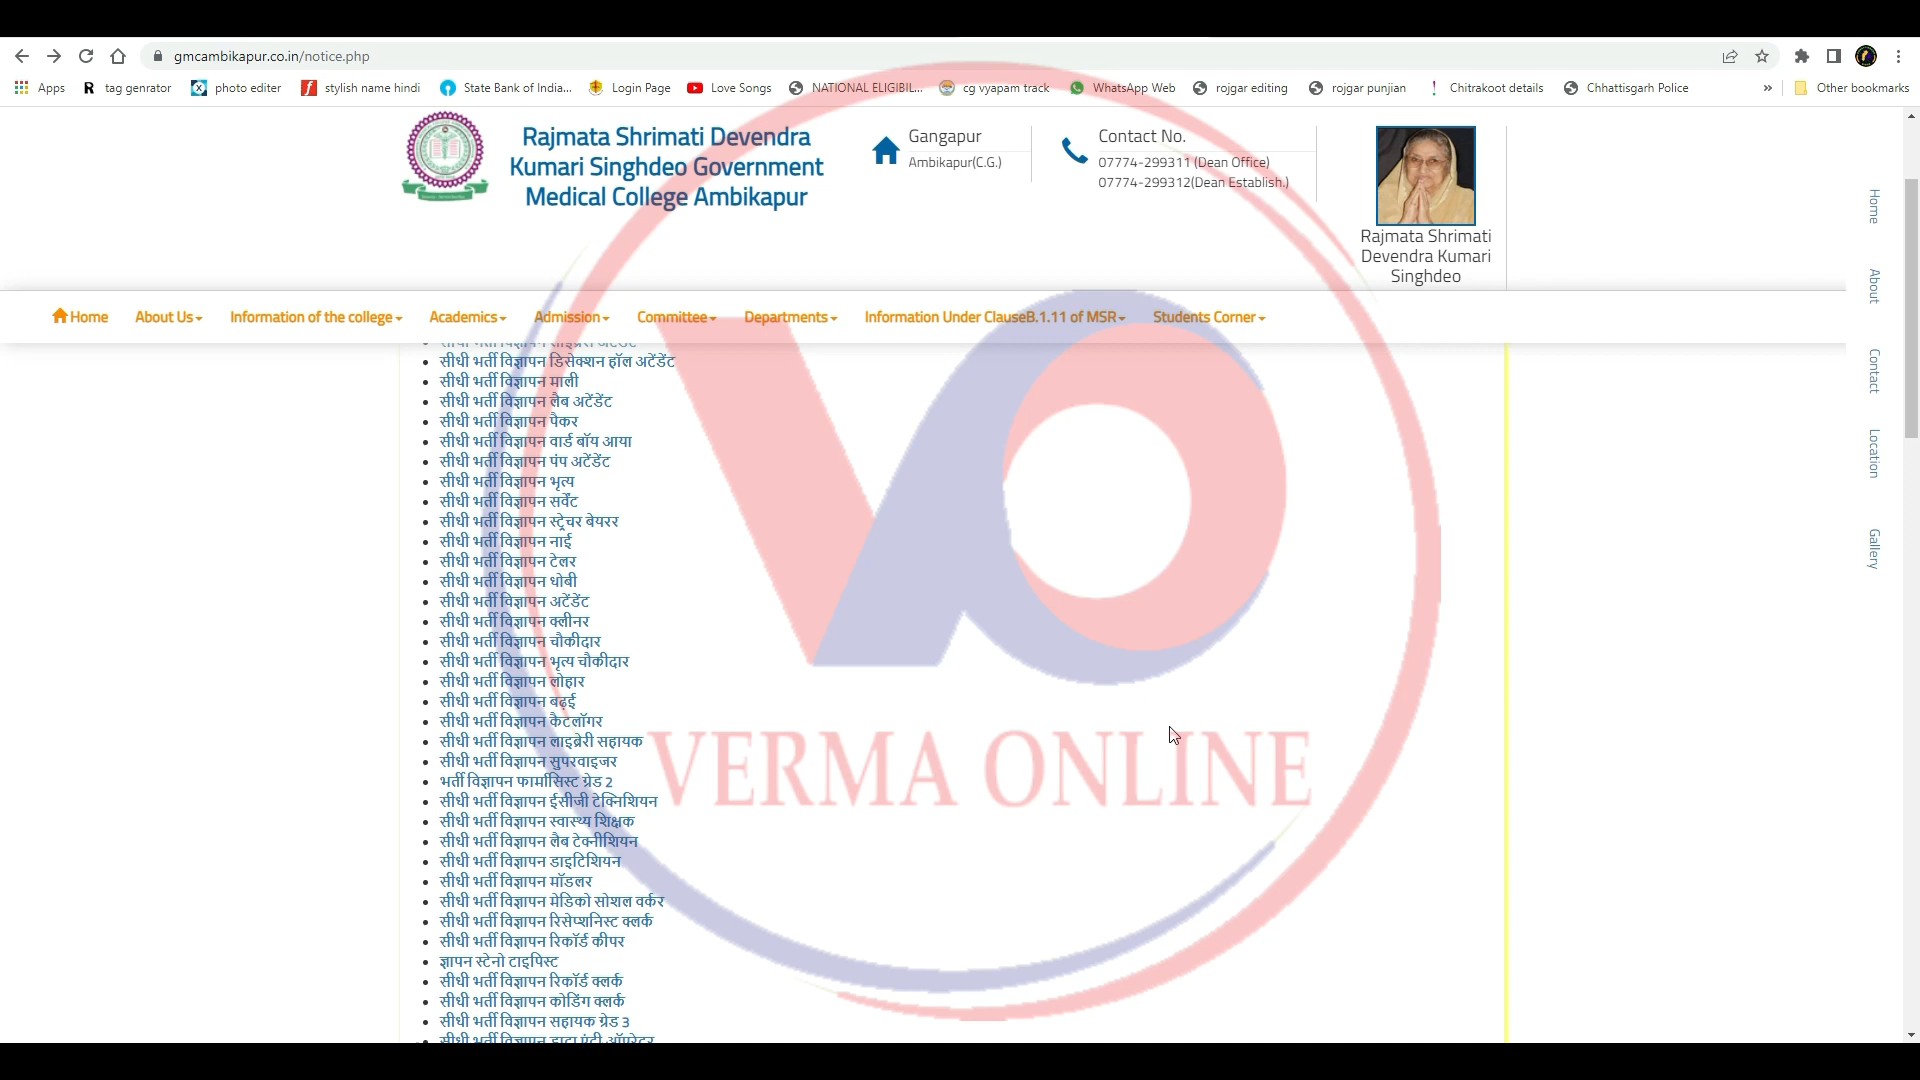 gmcambikapur.co.in/notice.php
Apps
tag genrator
photo editer
stylish name hindi
State Bank of India...
Login Page
Love Songs
NATIONAL ELIGIBIL...
cg vyapam track
WhatsApp Web
rojgar editing
rojgar punjian
Chitrakoot details
Chhattisgarh Police
»
Other bookmarks
Rajmata Shrimati Devendra
Kumari Singhdeo Government
Medical College Ambikapur
Gangapur
Ambikapur(C.G.)
Contact No.
07774-299311 (Dean Office)
07774-299312(Dean Establish.)
Rajmata Shrimati
Devendra Kumari
Singhdeo
Home
About Us
Information of the college
Academics
Admission
Committee
Departments
Information Under ClauseB.1.11 of MSR
Students Corner
Home
About
Contact
Location
Gallery
सीधी भर्ती विज्ञापन डिसेक्शन हॉल अटेंडेंट
सीधी भर्ती विज्ञापन माली
सीधी भर्ती विज्ञापन लैब अटेंडेंट
सीधी भर्ती विज्ञापन पैकर
सीधी भर्ती विज्ञापन वार्ड बॉय आया
सीधी भर्ती विज्ञापन पंप अटेंडेंट
सीधी भर्ती विज्ञापन भृत्य
सीधी भर्ती विज्ञापन सर्वेंट
सीधी भर्ती विज्ञापन स्ट्रेचर बेयरर
सीधी भर्ती विज्ञापन नाई
सीधी भर्ती विज्ञापन टेलर
सीधी भर्ती विज्ञापन धोबी
सीधी भर्ती विज्ञापन अटेंडेंट
सीधी भर्ती विज्ञापन क्लीनर
सीधी भर्ती विज्ञापन चौकीदार
सीधी भर्ती विज्ञापन भृत्य चौकीदार
सीधी भर्ती विज्ञापन लोहार
सीधी भर्ती विज्ञापन बढ़ई
सीधी भर्ती विज्ञापन कैटलॉगर
सीधी भर्ती विज्ञापन लाइब्रेरी सहायक
सीधी भर्ती विज्ञापन सुपरवाइजर
भर्ती विज्ञापन फार्मासिस्ट ग्रेड 2
सीधी भर्ती विज्ञापन ईसीजी टेक्निशियन
सीधी भर्ती विज्ञापन स्वास्थ्य शिक्षक
सीधी भर्ती विज्ञापन लैब टेक्नीशियन
सीधी भर्ती विज्ञापन डाइटिशियन
सीधी भर्ती विज्ञापन मॉडलर
सीधी भर्ती विज्ञापन मेडिको सोशल वर्कर
सीधी भर्ती विज्ञापन रिसेप्शनिस्ट क्लर्क
सीधी भर्ती विज्ञापन रिकॉर्ड कीपर
ज्ञापन स्टेनो टाइपिस्ट
सीधी भर्ती विज्ञापन रिकॉर्ड क्लर्क
सीधी भर्ती विज्ञापन कोडिंग क्लर्क
सीधी भर्ती विज्ञापन सहायक ग्रेड 3
VERMA ONLINE